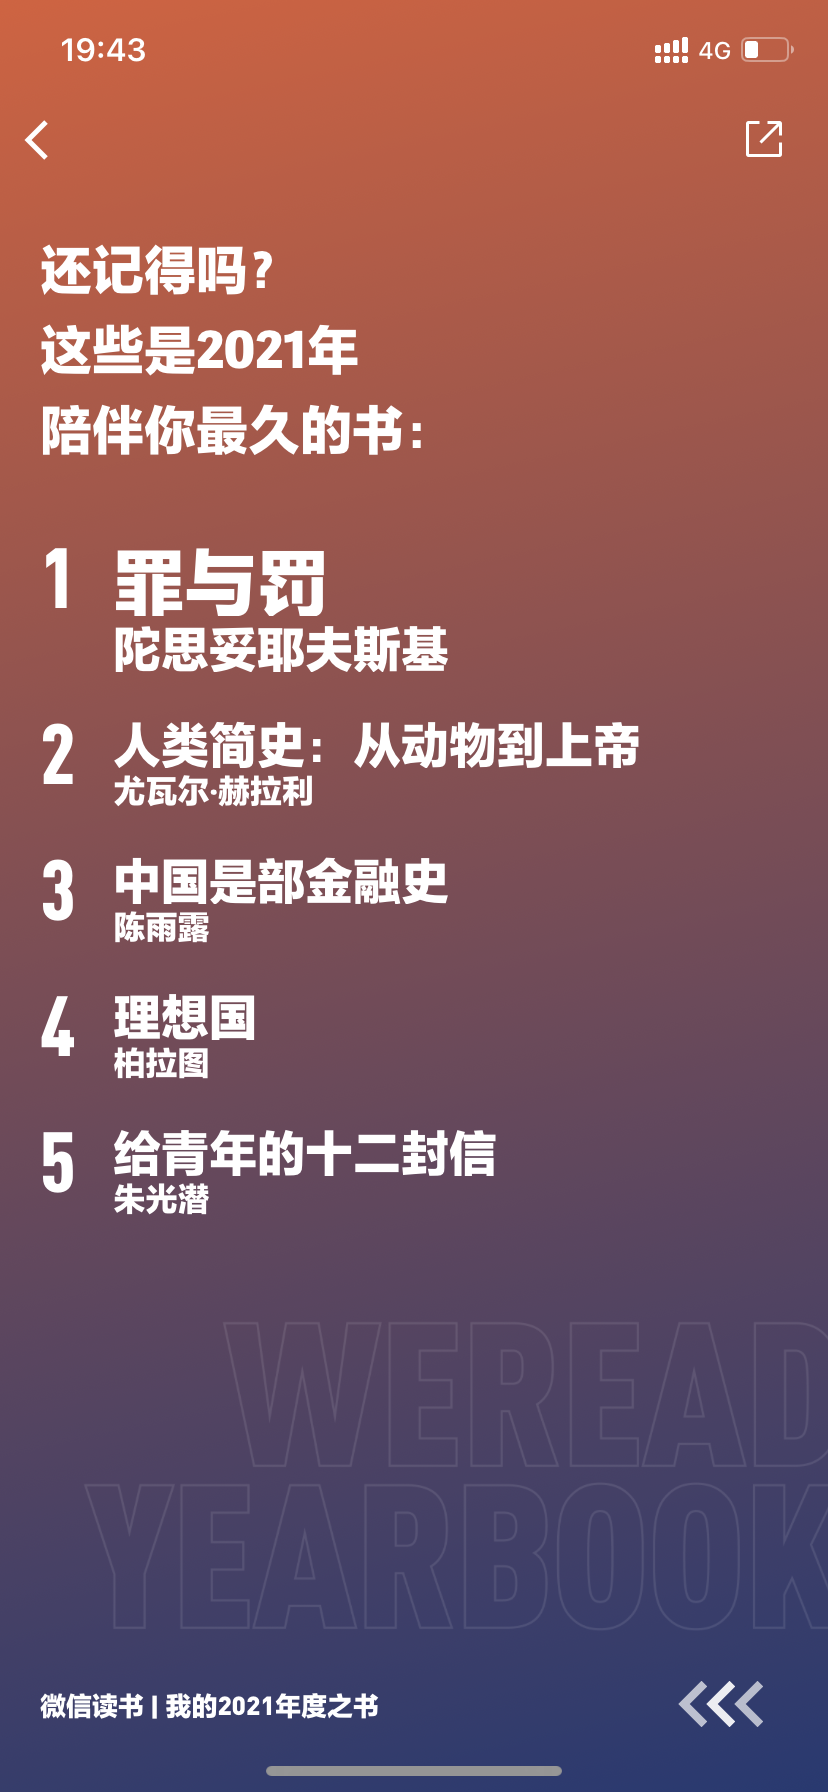 19:43
4G
还记得吗？
这些是2021年
陪伴你最久的书：
1 罪与罚
陀思妥耶夫斯基
2 人类简史：从动物到上帝
尤瓦尔·赫拉利
3 中国是部金融史
陈雨露
4 理想国
柏拉图
5 给青年的十二封信
朱光潜
WEREAD
YEARBOOK
微信读书 | 我的2021年度之书